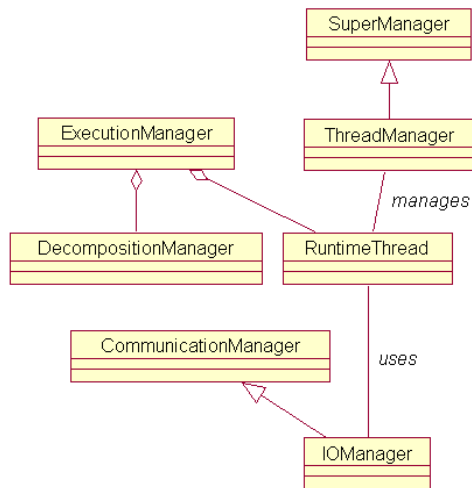 SuperManager
ExecutionManager
ThreadManager
manages
DecompositionManager
RuntimeThread
CommunicationManager
uses
IOManager